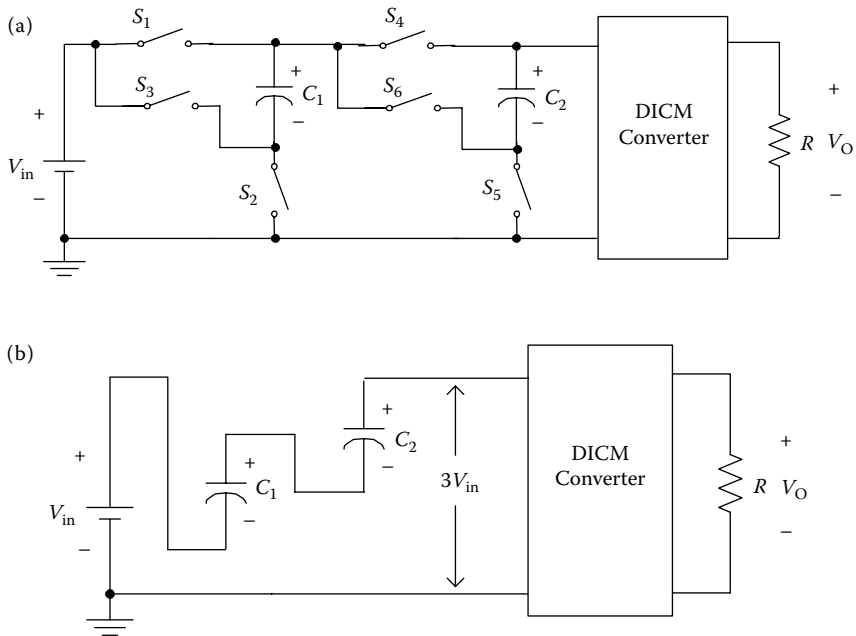 (a)
S1
S4
S3
S6
+
C1
−
+
C2
−
DICM
Converter
+
Vin
−
S2
S5
R
+
VO
−
(b)
+
Vin
−
+
C1
−
+
C2
−
3Vin
DICM
Converter
R
+
VO
−